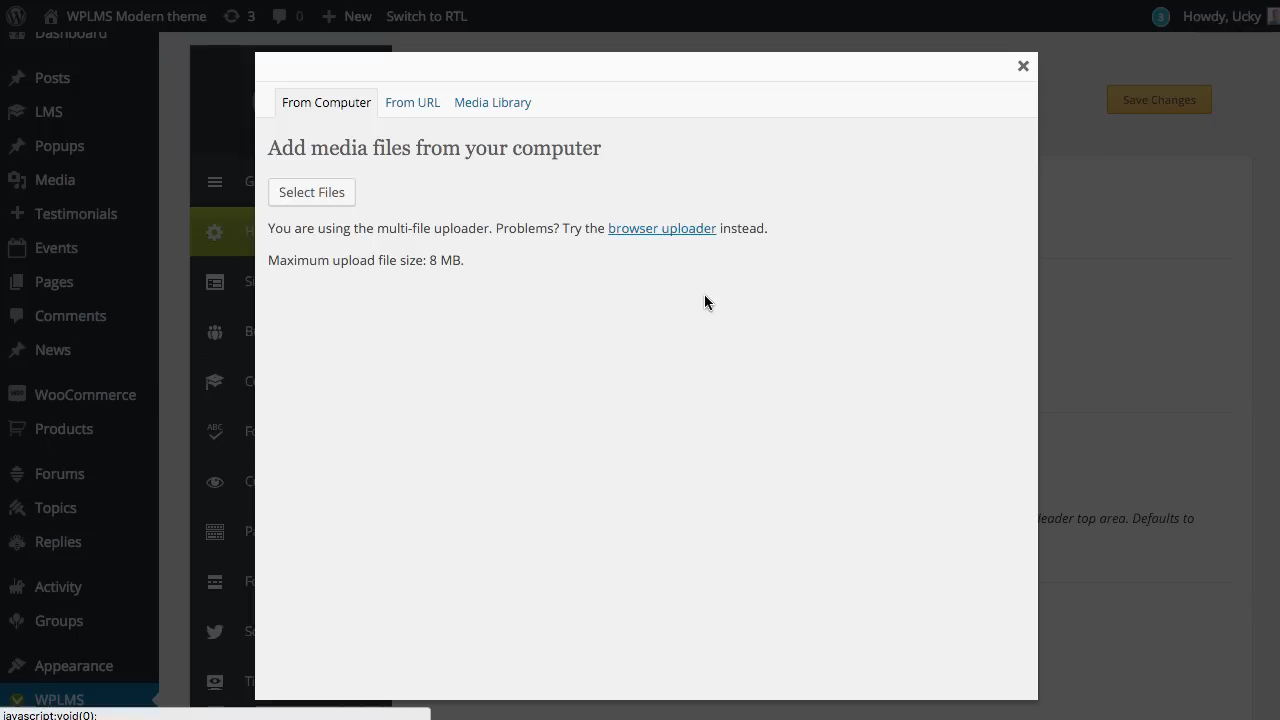 WPLMS Modern theme 3 0 New Switch to RTL 3 Howdy, Ucky
Dashboard
Posts
LMS
Popups
Media
Testimonials
Events
Pages
Comments
News
WooCommerce
Products
Forums
Topics
Replies
Activity
Groups
Appearance
WPLMS
javascript:void(0);
From Computer From URL Media Library
Add media files from your computer
Select Files
You are using the multi-file uploader. Problems? Try the browser uploader instead.
Maximum upload file size: 8 MB.
Save Changes
ABC
top area. Defaults to